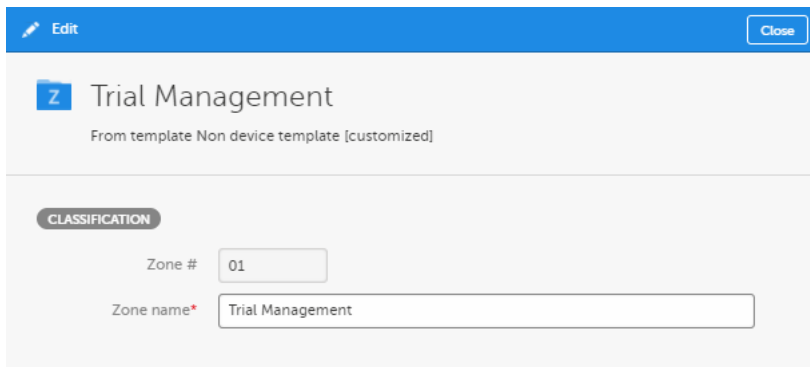 Edit
Close
Z
Trial Management
From template Non device template [customized]
CLASSIFICATION
Zone # 01
Zone name* Trial Management